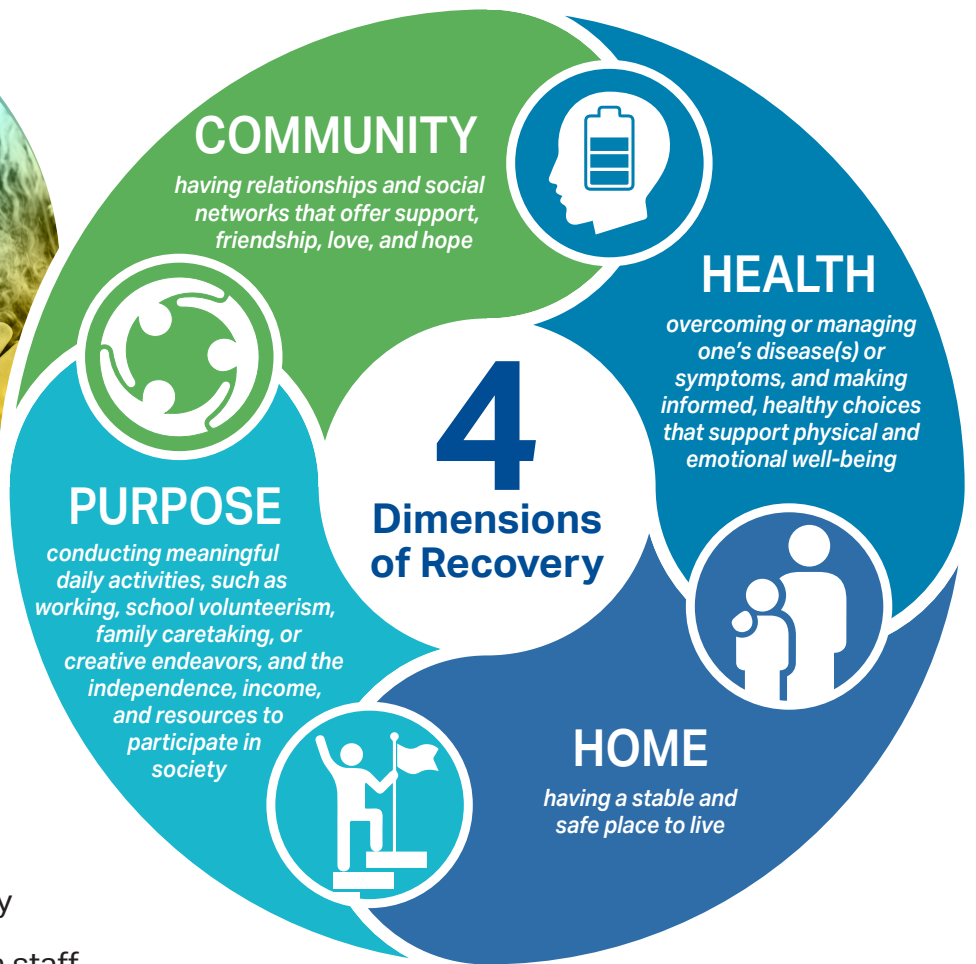 COMMUNITY
having relationships and social
networks that offer support,
friendship, love, and hope
HEALTH
overcoming or managing
one's disease(s) or
symptoms, and making
informed, healthy choices
that support physical and
emotional well-being
4
Dimensions
of Recovery
PURPOSE
conducting meaningful
daily activities, such as
working, school volunteerism,
family caretaking, or
creative endeavors, and the
independence, income,
and resources to
participate in
society
HOME
having a stable and
safe place to live
staff